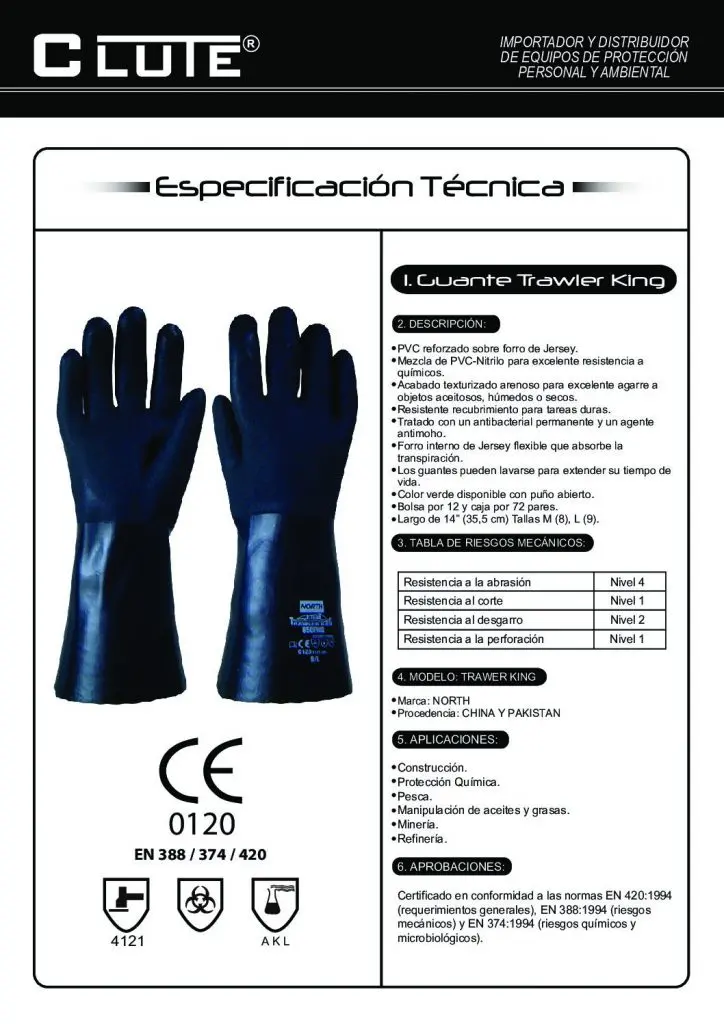 CLUTE®
IMPORTADOR Y DISTRIBUIDOR
DE EQUIPOS DE PROTECCIÓN
PERSONAL Y AMBIENTAL
Especificación Técnica
1. Guante Trawler King
2. DESCRIPCIÓN:
•PVC reforzado sobre forro de Jersey.
•Mezcla de PVC-Nitrilo para excelente resistencia a
químicos.
•Acabado texturizado arenoso para excelente agarre a
objetos aceitosos, húmedos o secos.
•Resistente recubrimiento para tareas duras.
•Tratado con un antibacterial permanente y un agente
antimoho.
•Forro interno de Jersey flexible que absorbe la
transpiración.
•Los guantes pueden lavarse para extender su tiempo de
vida.
•Color verde disponible con puño abierto.
•Bolsa por 12 y caja por 72 pares.
•Largo de 14" (35,5 cm) Tallas M (8), L (9).
3. TABLA DE RIESGOS MECÁNICOS:
Resistencia a la abrasión Nivel 4
Resistencia al corte Nivel 1
Resistencia al desgarro Nivel 2
Resistencia a la perforación Nivel 1
4. MODELO: TRAWER KING
•Marca: NORTH
•Procedencia: CHINA Y PAKISTAN
5. APLICACIONES:
•Construcción.
•Protección Química.
•Pesca.
•Manipulación de aceites y grasas.
•Minería.
•Refinería.
6. APROBACIONES:
Certificado en conformidad a las normas EN 420:1994
(requerimientos generales), EN 388:1994 (riesgos
mecánicos) y EN 374:1994 (riesgos químicos y
microbiológicos).
NORTH
CE
0120
9/L
CE
0120
EN 388 / 374 / 420
4121
A K L